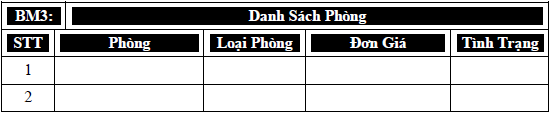 BM3: Danh Sách Phòng
STT Phòng Loại Phòng Đơn Giá Tình Trạng
1
2